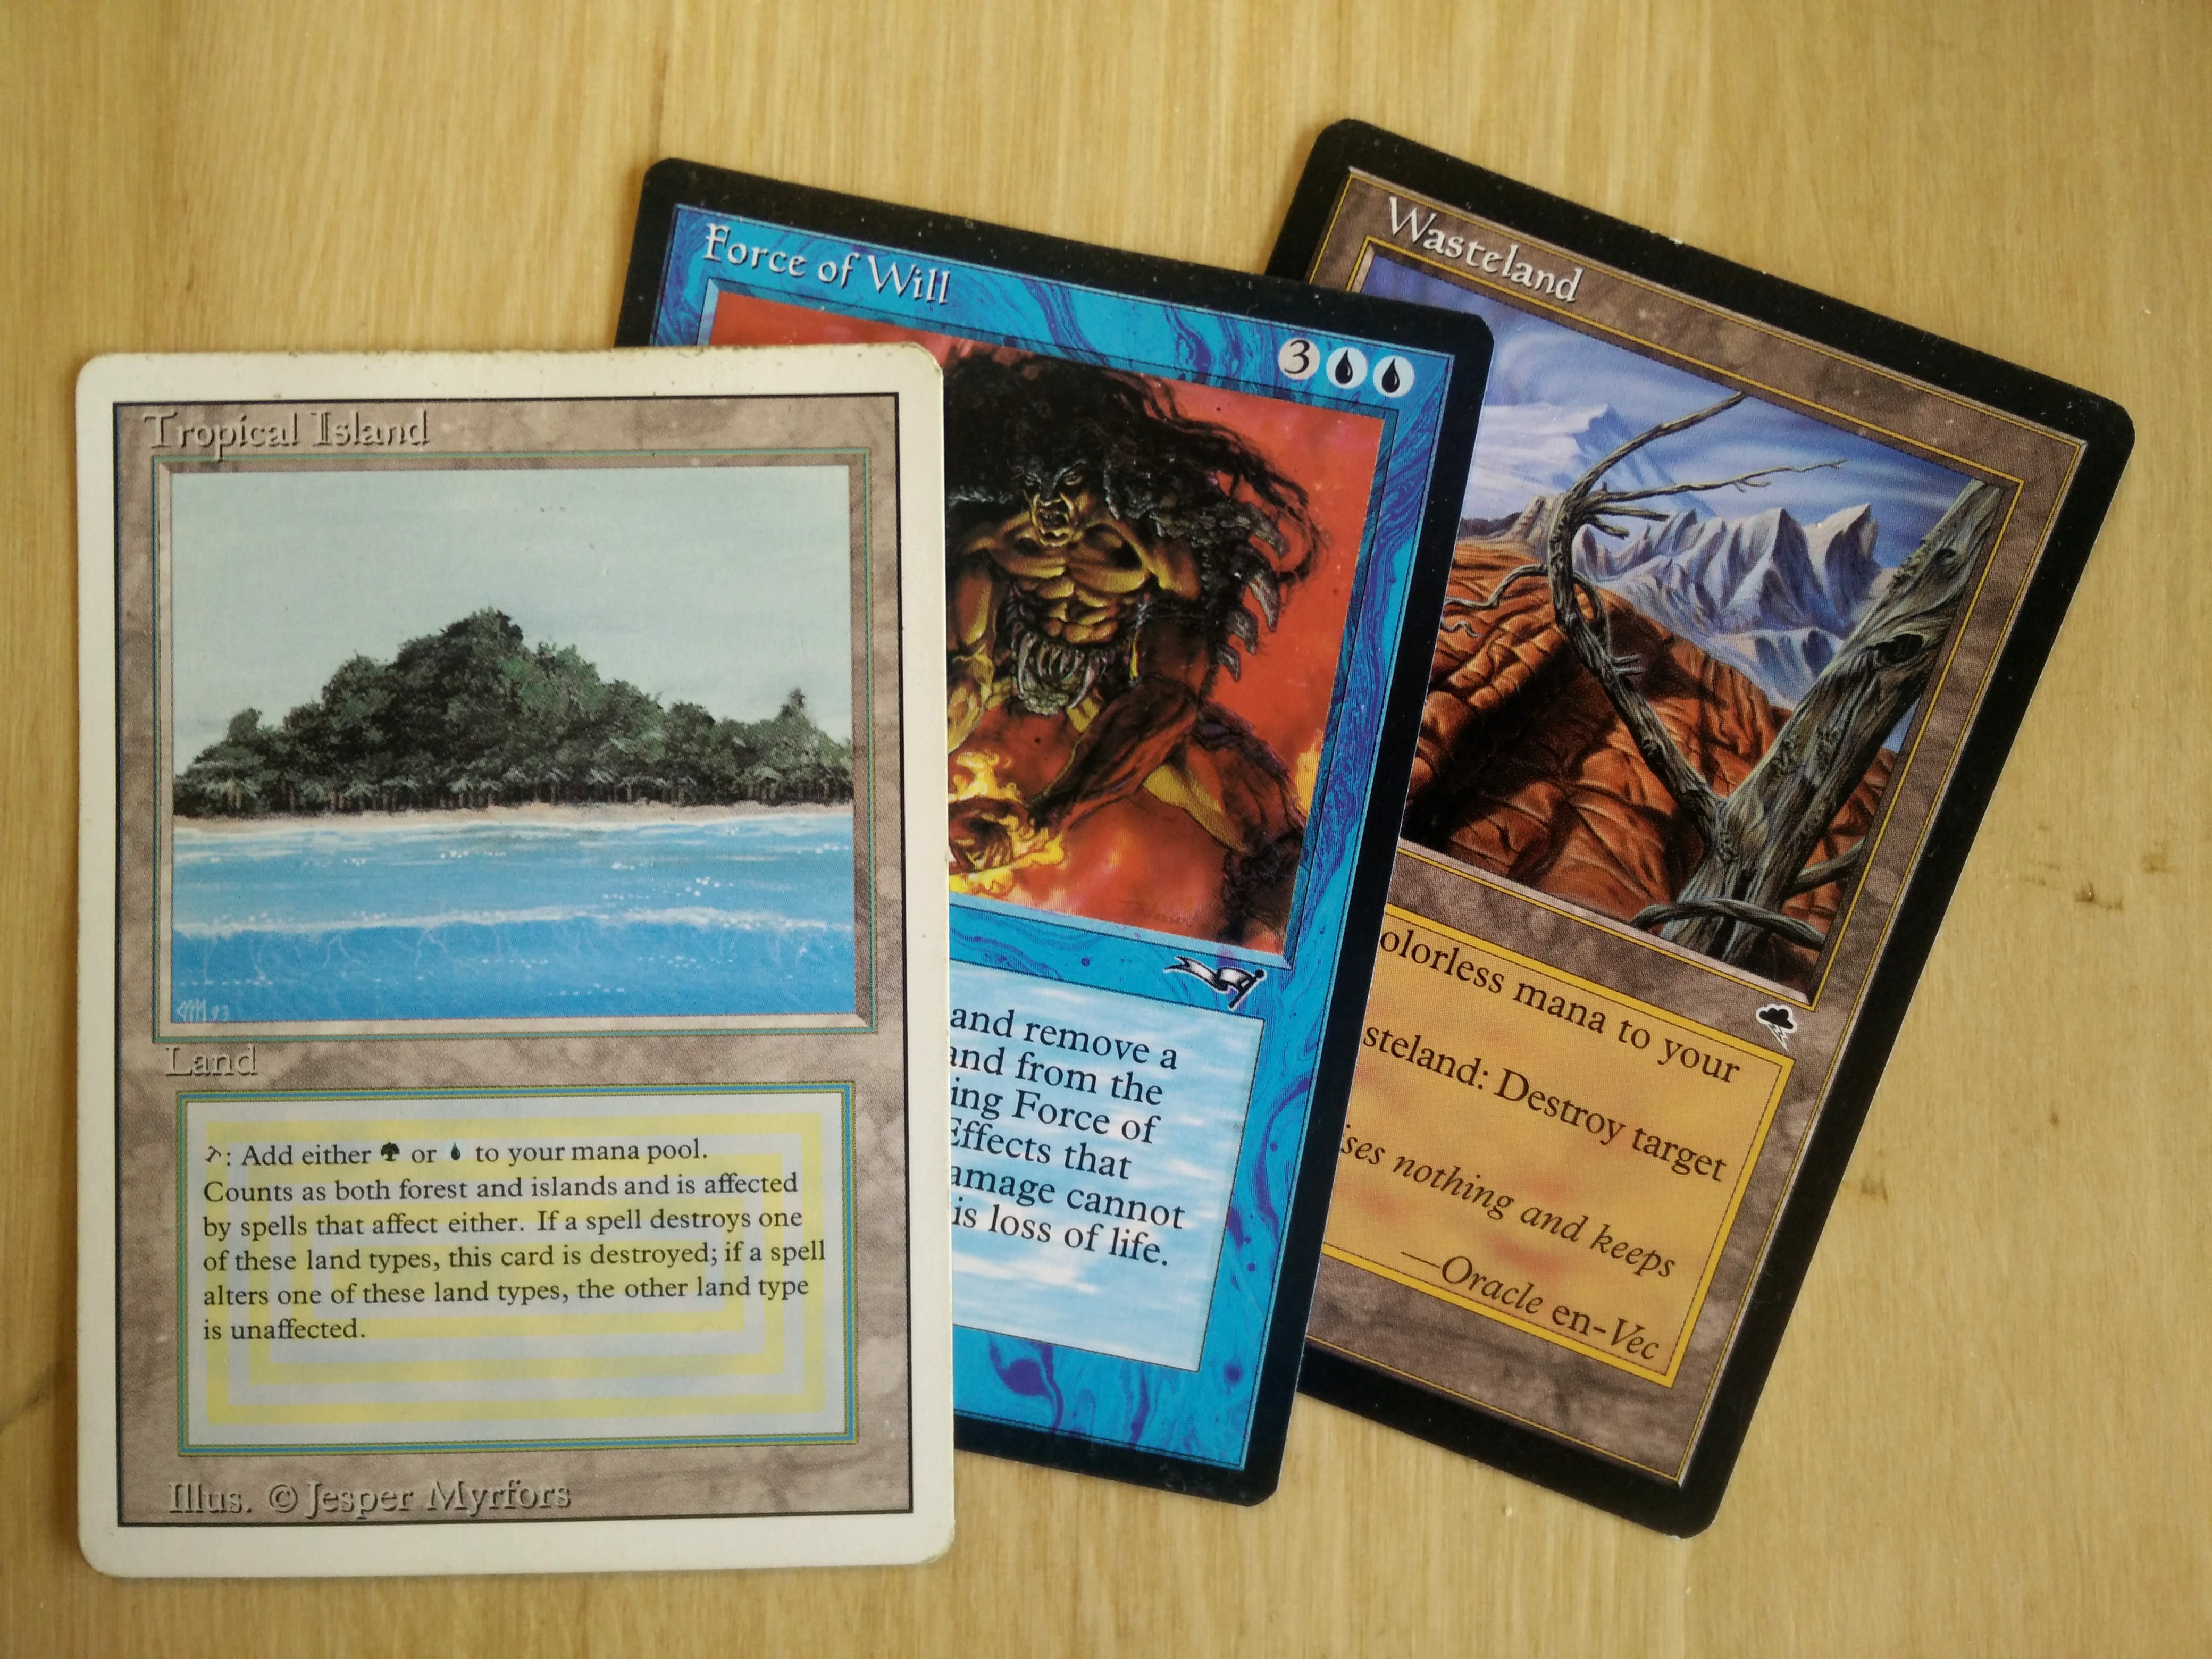 Tropical Island
JM 93
Land
: Add either or to your mana pool.
Counts as both forest and islands and is affected
by spells that affect either. If a spell destroys one
of these land types, this card is destroyed; if a spell
alters one of these land types, the other land type
is unaffected.
Illus. © Jesper Myrfors
Force of Will
3
and remove a
and from the
ing Force of
Effects that
amage cannot
is loss of life.
Wasteland
olorless mana to your
steland: Destroy target
ises nothing and keeps
—Oracle en-Vec